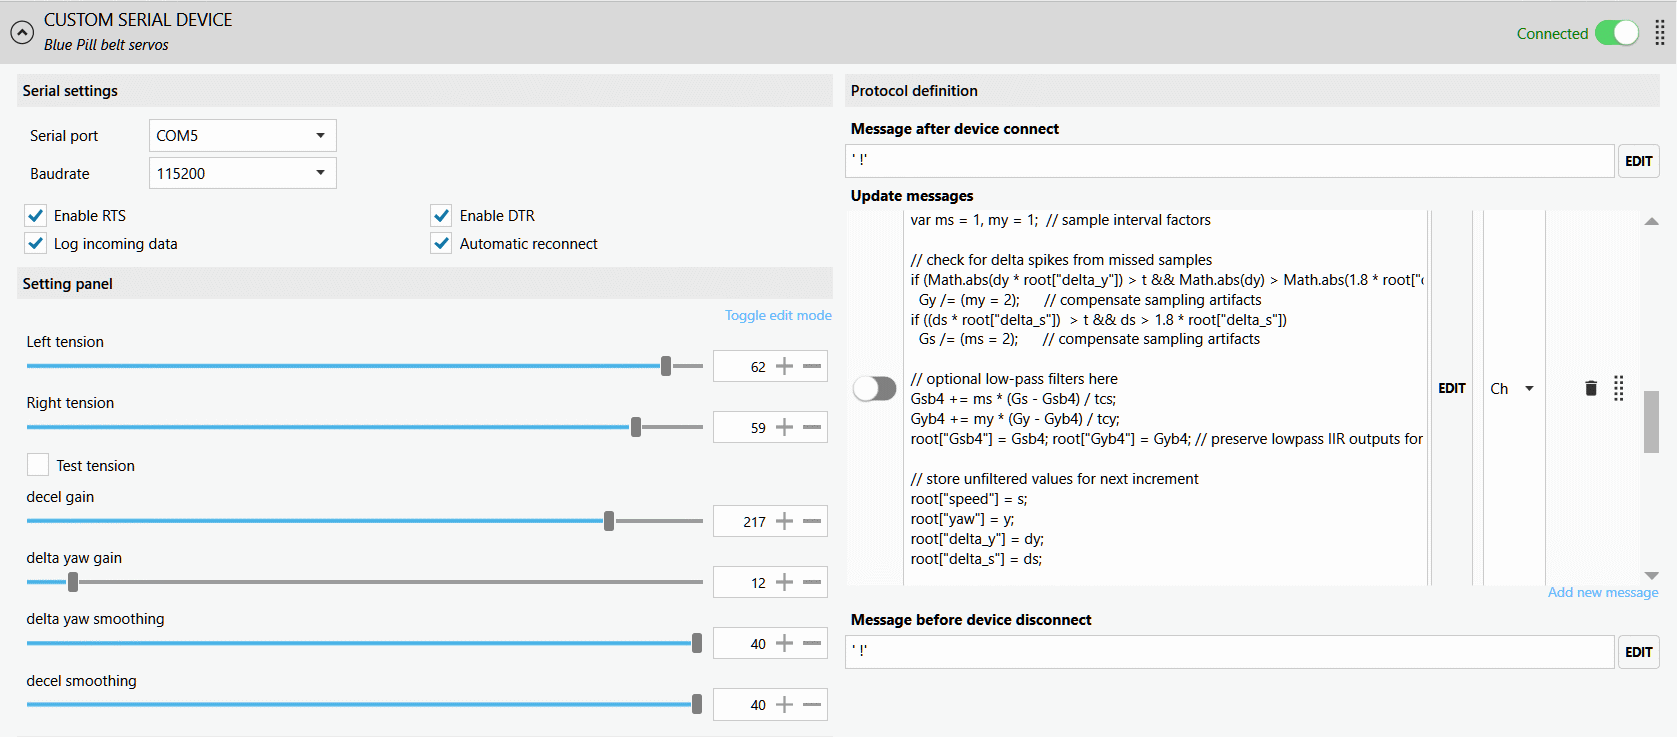 CUSTOM SERIAL DEVICE
Blue Pill belt servos
Connected
Serial settings
Serial port
COM5
Baudrate
115200
Enable RTS
Enable DTR
Log incoming data
Automatic reconnect
Setting panel
Toggle edit mode
Left tension
62
Right tension
59
Test tension
decel gain
217
delta yaw gain
12
delta yaw smoothing
40
decel smoothing
40
Protocol definition
Message after device connect
' !'
EDIT
Update messages
var ms = 1, my = 1;  // sample interval factors
// check for delta spikes from missed samples
if (Math.abs(dy * root["delta_y"]) > t && Math.abs(dy) > Math.abs(1.8 * root["
Gy /= (my = 2);      // compensate sampling artifacts
if ((ds * root["delta_s"])  > t && ds > 1.8 * root["delta_s"])
Gs /= (ms = 2);      // compensate sampling artifacts
// optional low-pass filters here
Gsb4 += ms * (Gs - Gsb4) / tcs;
Gyb4 += my * (Gy - Gyb4) / tcy;
root["Gsb4"] = Gsb4; root["Gyb4"] = Gyb4; // preserve lowpass IIR outputs for
// store unfiltered values for next increment
root["speed"] = s;
root["yaw"] = y;
root["delta_y"] = dy;
root["delta_s"] = ds;
EDIT
Ch
Add new message
Message before device disconnect
' !'
EDIT